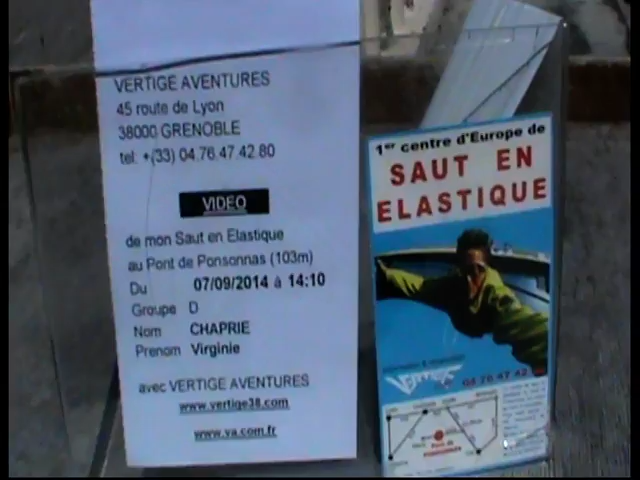 VERTIGE AVENTURES
45 route de Lyon
38000 GRENOBLE
tel: +(33) 04.76.47.42.80
VIDEO
de mon Saut en Elastique
au Pont de Ponsonnas (103m)
Du 07/09/2014 à 14:10
Groupe D
Nom CHAPRIE
Prenom Virginie
avec VERTIGE AVENTURES
www.vertige38.com
www.va.com.fr
1er centre d'Europe de
SAUT EN
ELASTIQUE
76 47 42